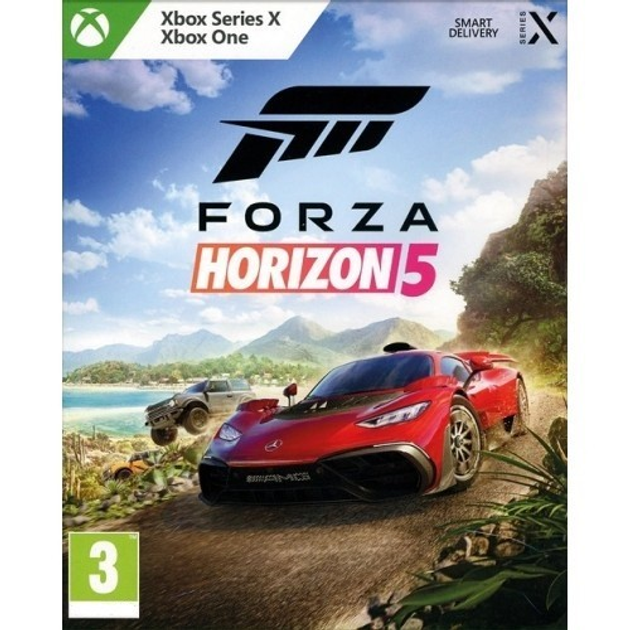 Xbox Series X
Xbox One
SMART
DELIVERY
SERIES X
FORZA
HORIZON 5
AMG
3